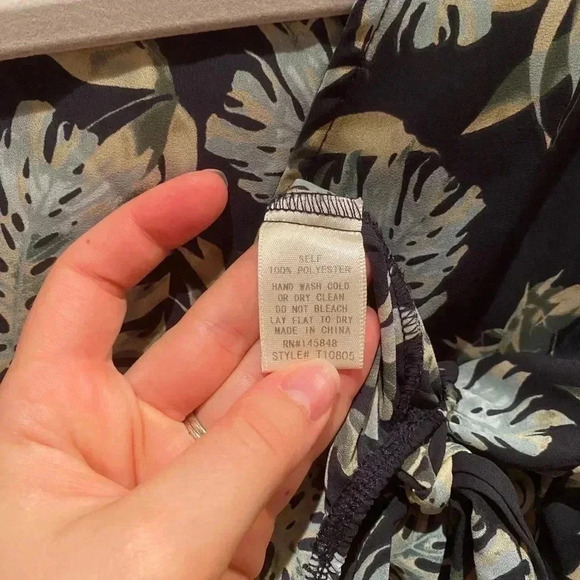 SELF
100% POLYESTER
HAND WASH COLD
OR DRY CLEAN
DO NOT BLEACH
LAY FLAT TO DRY
MADE IN CHINA
RN#145848
STYLE# T10805